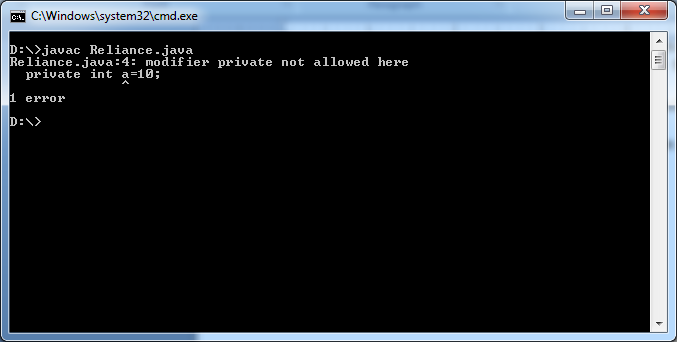 C:\Windows\system32\cmd.exe
D:\>javac Reliance.java
Reliance.java:4: modifier private not allowed here
  private int a=10;
              ^
1 error
D:\>